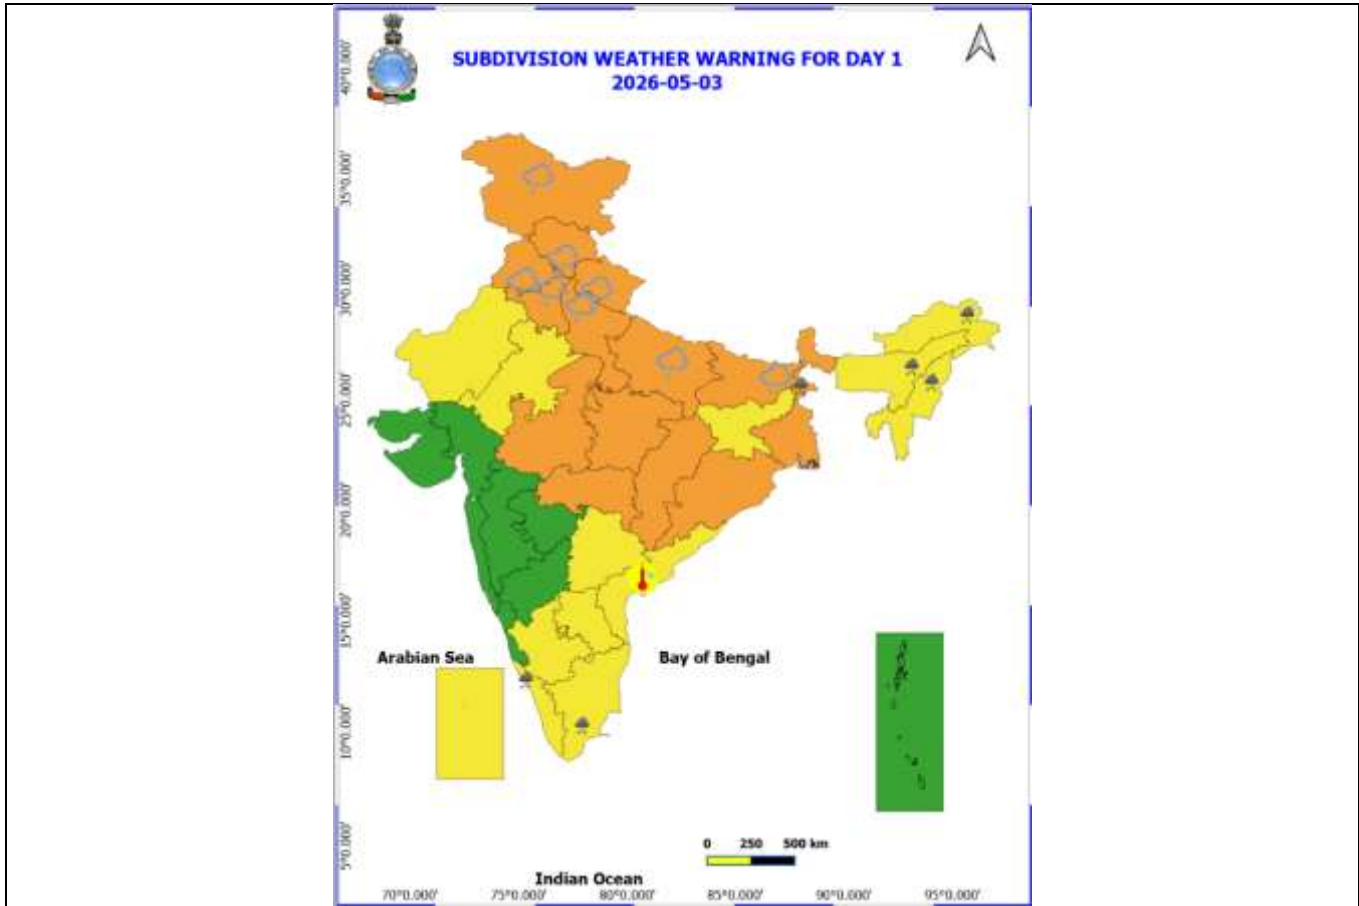 SUBDIVISION WEATHER WARNING FOR DAY 1
2026-05-03
40°0.000'
35°0.000'
30°0.000'
25°0.000'
20°0.000'
15°0.000'
10°0.000'
5°0.000'
Arabian Sea
Bay of Bengal
0 250 500 km
Indian Ocean
70°0.000' 75°0.000' 80°0.000' 85°0.000' 90°0.000' 95°0.000'